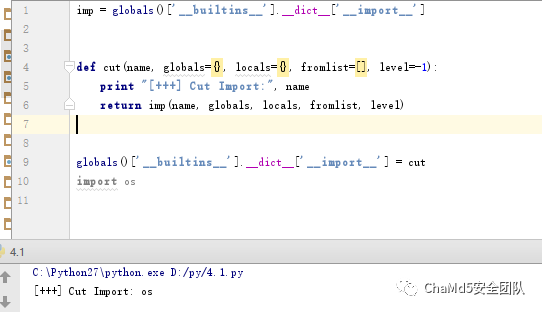 1 imp = globals()['__builtins__'].__dict__['__import__']
2
3
4 def cut(name, globals={}, locals={}, fromlist=[], level=-1):
5 print "[+++] Cut Import:", name
6 return imp(name, globals, locals, fromlist, level)
7
8
9 globals()['__builtins__'].__dict__['__import__'] = cut
10 import os
11
4.1
C:\Python27\python.exe D:/py/4.1.py
[+++] Cut Import: os
ChaMd5安全团队